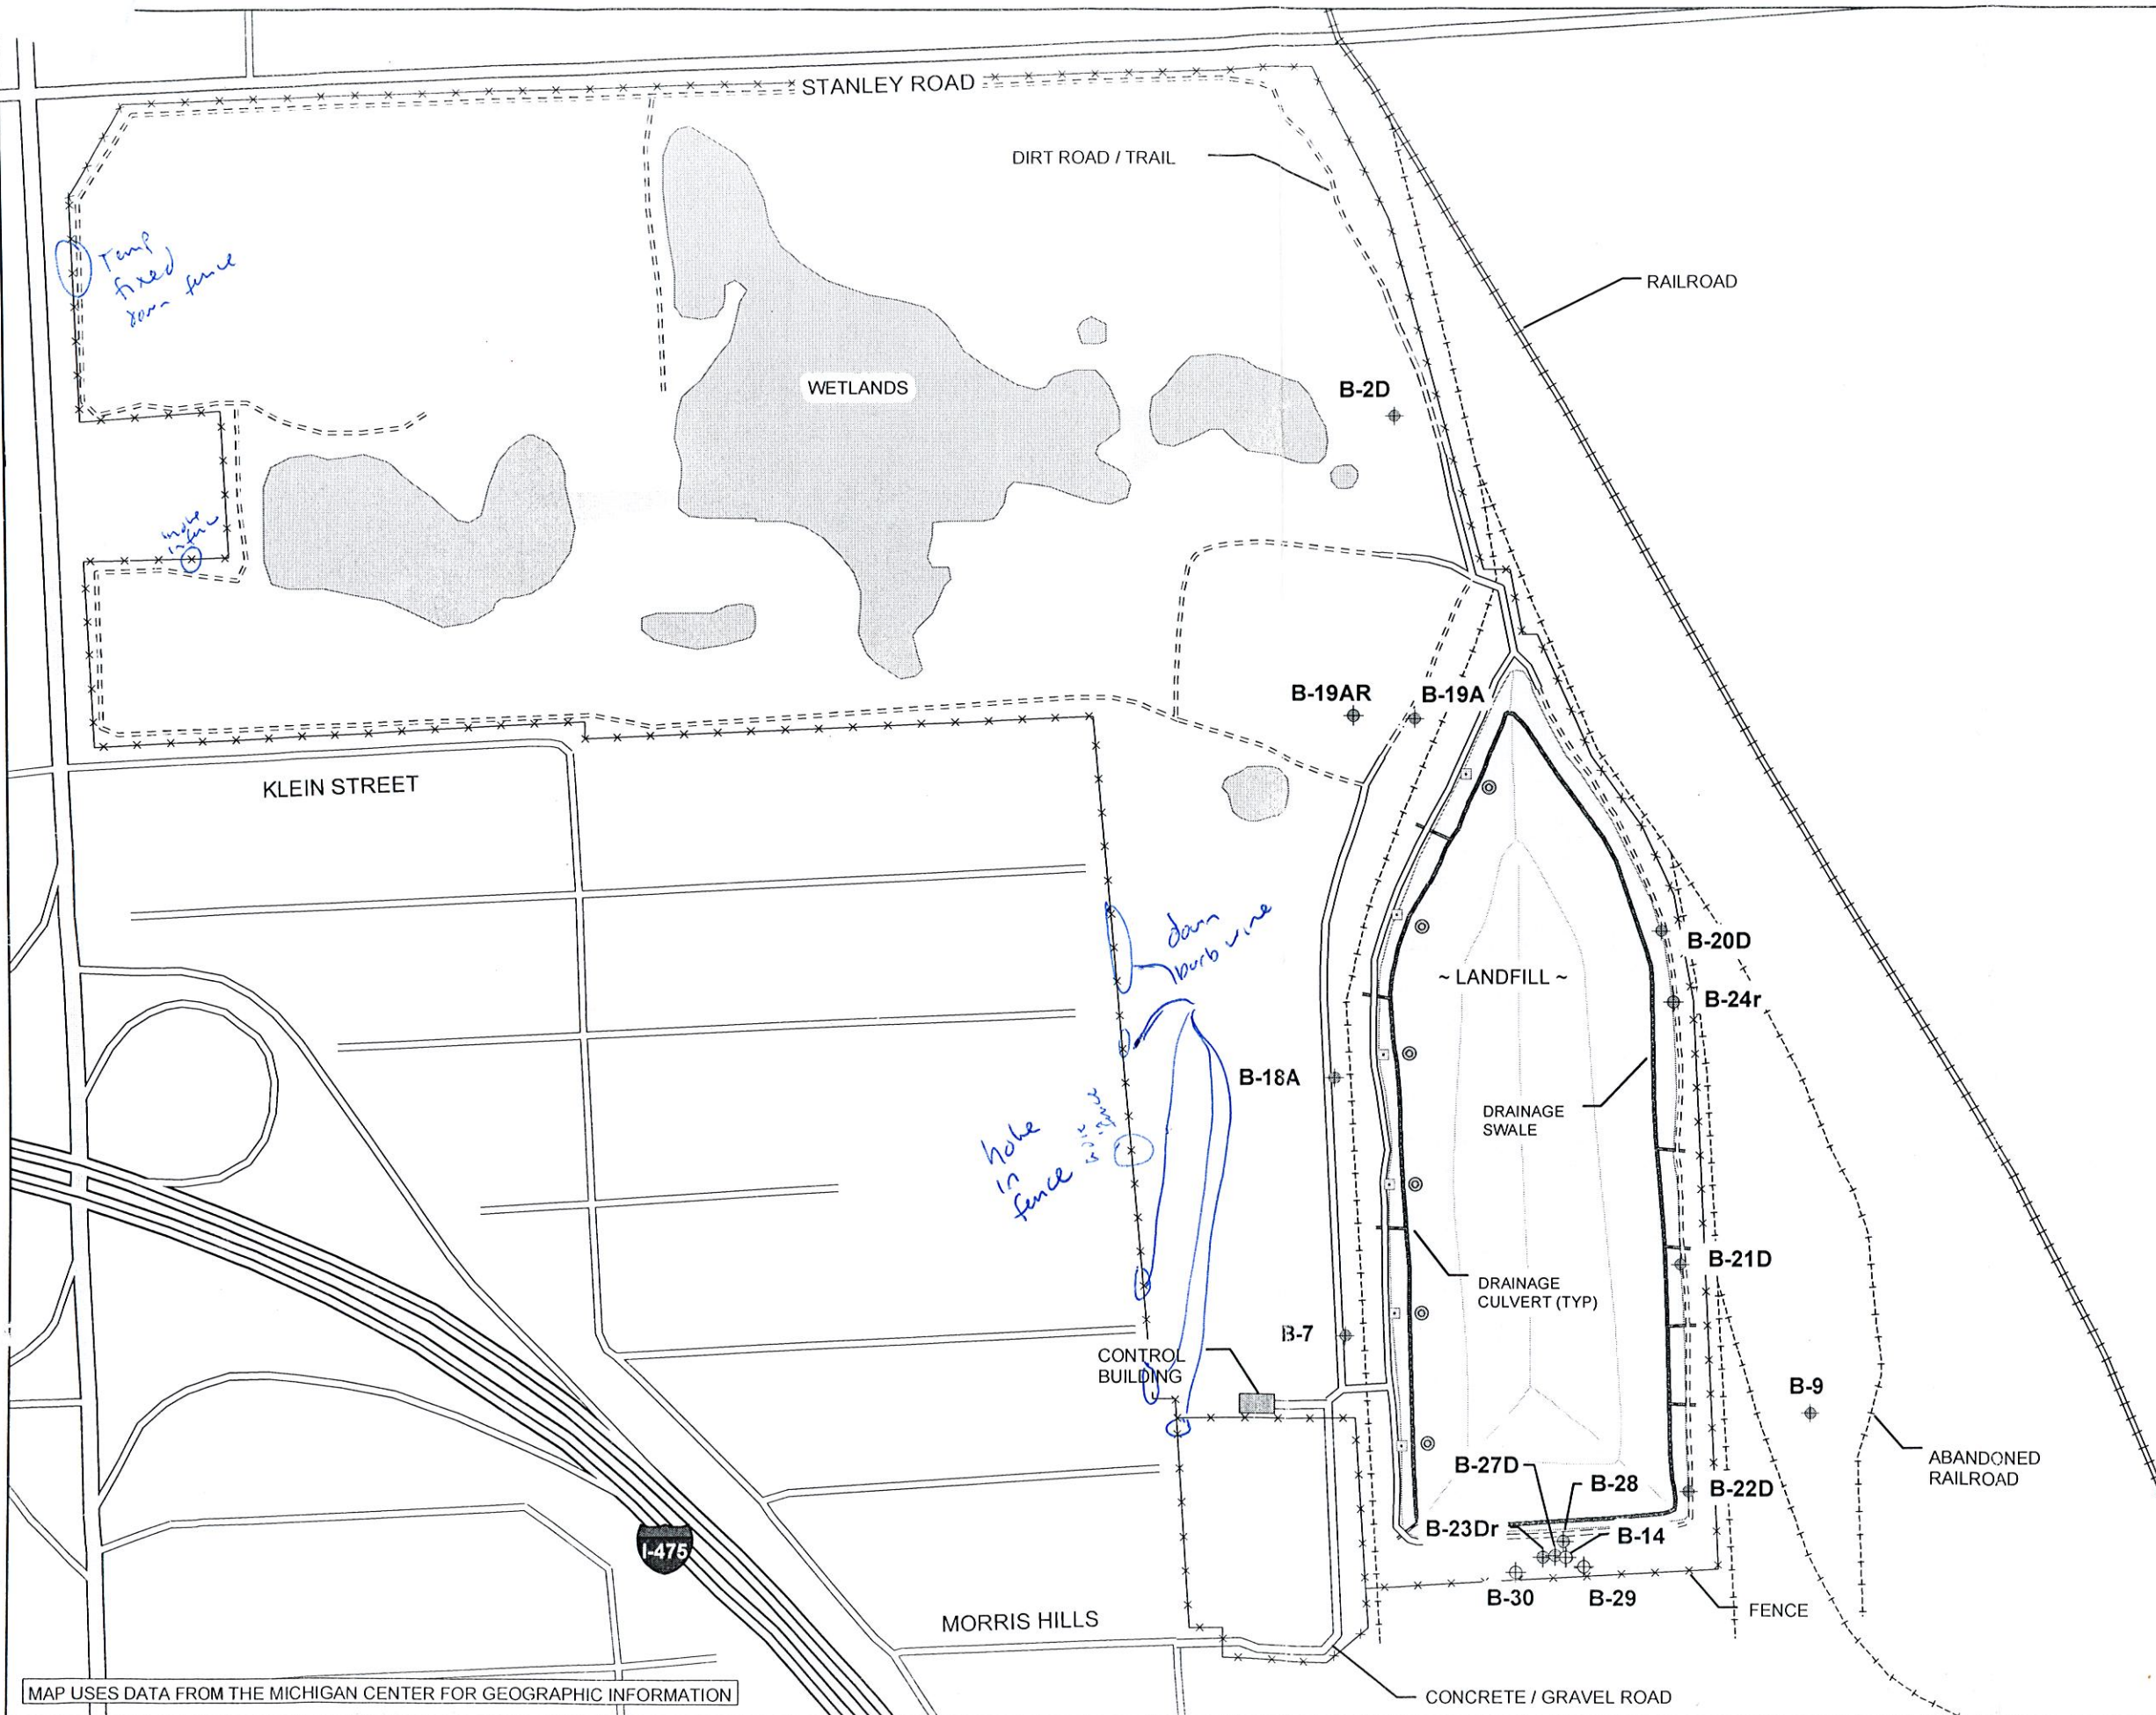 STANLEY ROAD
DIRT ROAD / TRAIL
RAILROAD
Temp
fixed
down fence
WETLANDS
B-2D
hole
in fence
B-19AR
B-19A
KLEIN STREET
down
barb wire
B-20D
~ LANDFILL ~
B-24r
B-18A
DRAINAGE
SWALE
hole
in
fence
B-21D
DRAINAGE
CULVERT (TYP)
B-7
CONTROL
BUILDING
B-9
ABANDONED
RAILROAD
B-27D
B-28
B-22D
B-23Dr
B-14
I-475
B-30
B-29
FENCE
MORRIS HILLS
MAP USES DATA FROM THE MICHIGAN CENTER FOR GEOGRAPHIC INFORMATION
CONCRETE / GRAVEL ROAD